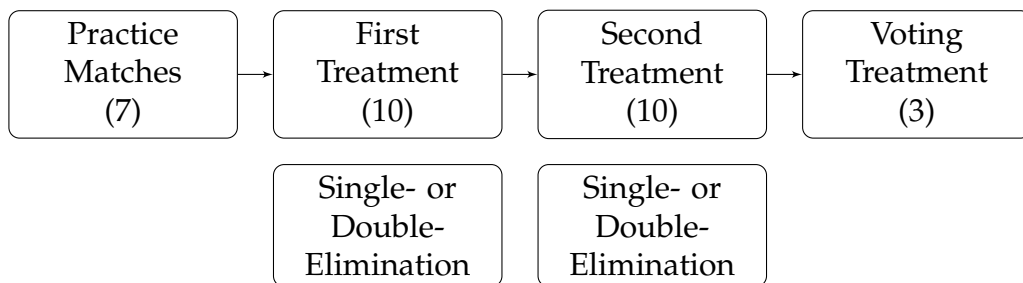 Practice
Matches
(7)
First
Treatment
(10)
Second
Treatment
(10)
Voting
Treatment
(3)
Single- or
Double-
Elimination
Single- or
Double-
Elimination